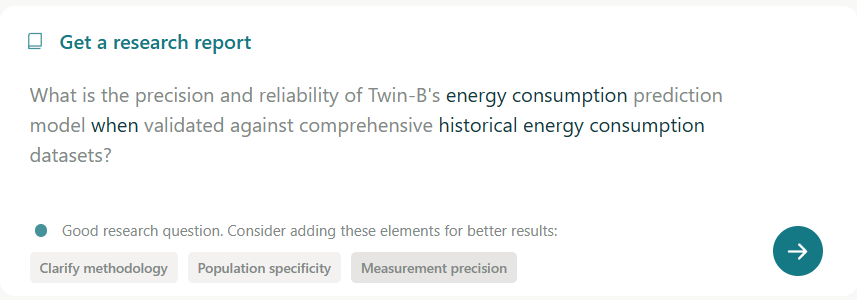 Get a research report
What is the precision and reliability of Twin-B's energy consumption prediction
model when validated against comprehensive historical energy consumption
datasets?
Good research question. Consider adding these elements for better results:
Clarify methodology
Population specificity
Measurement precision